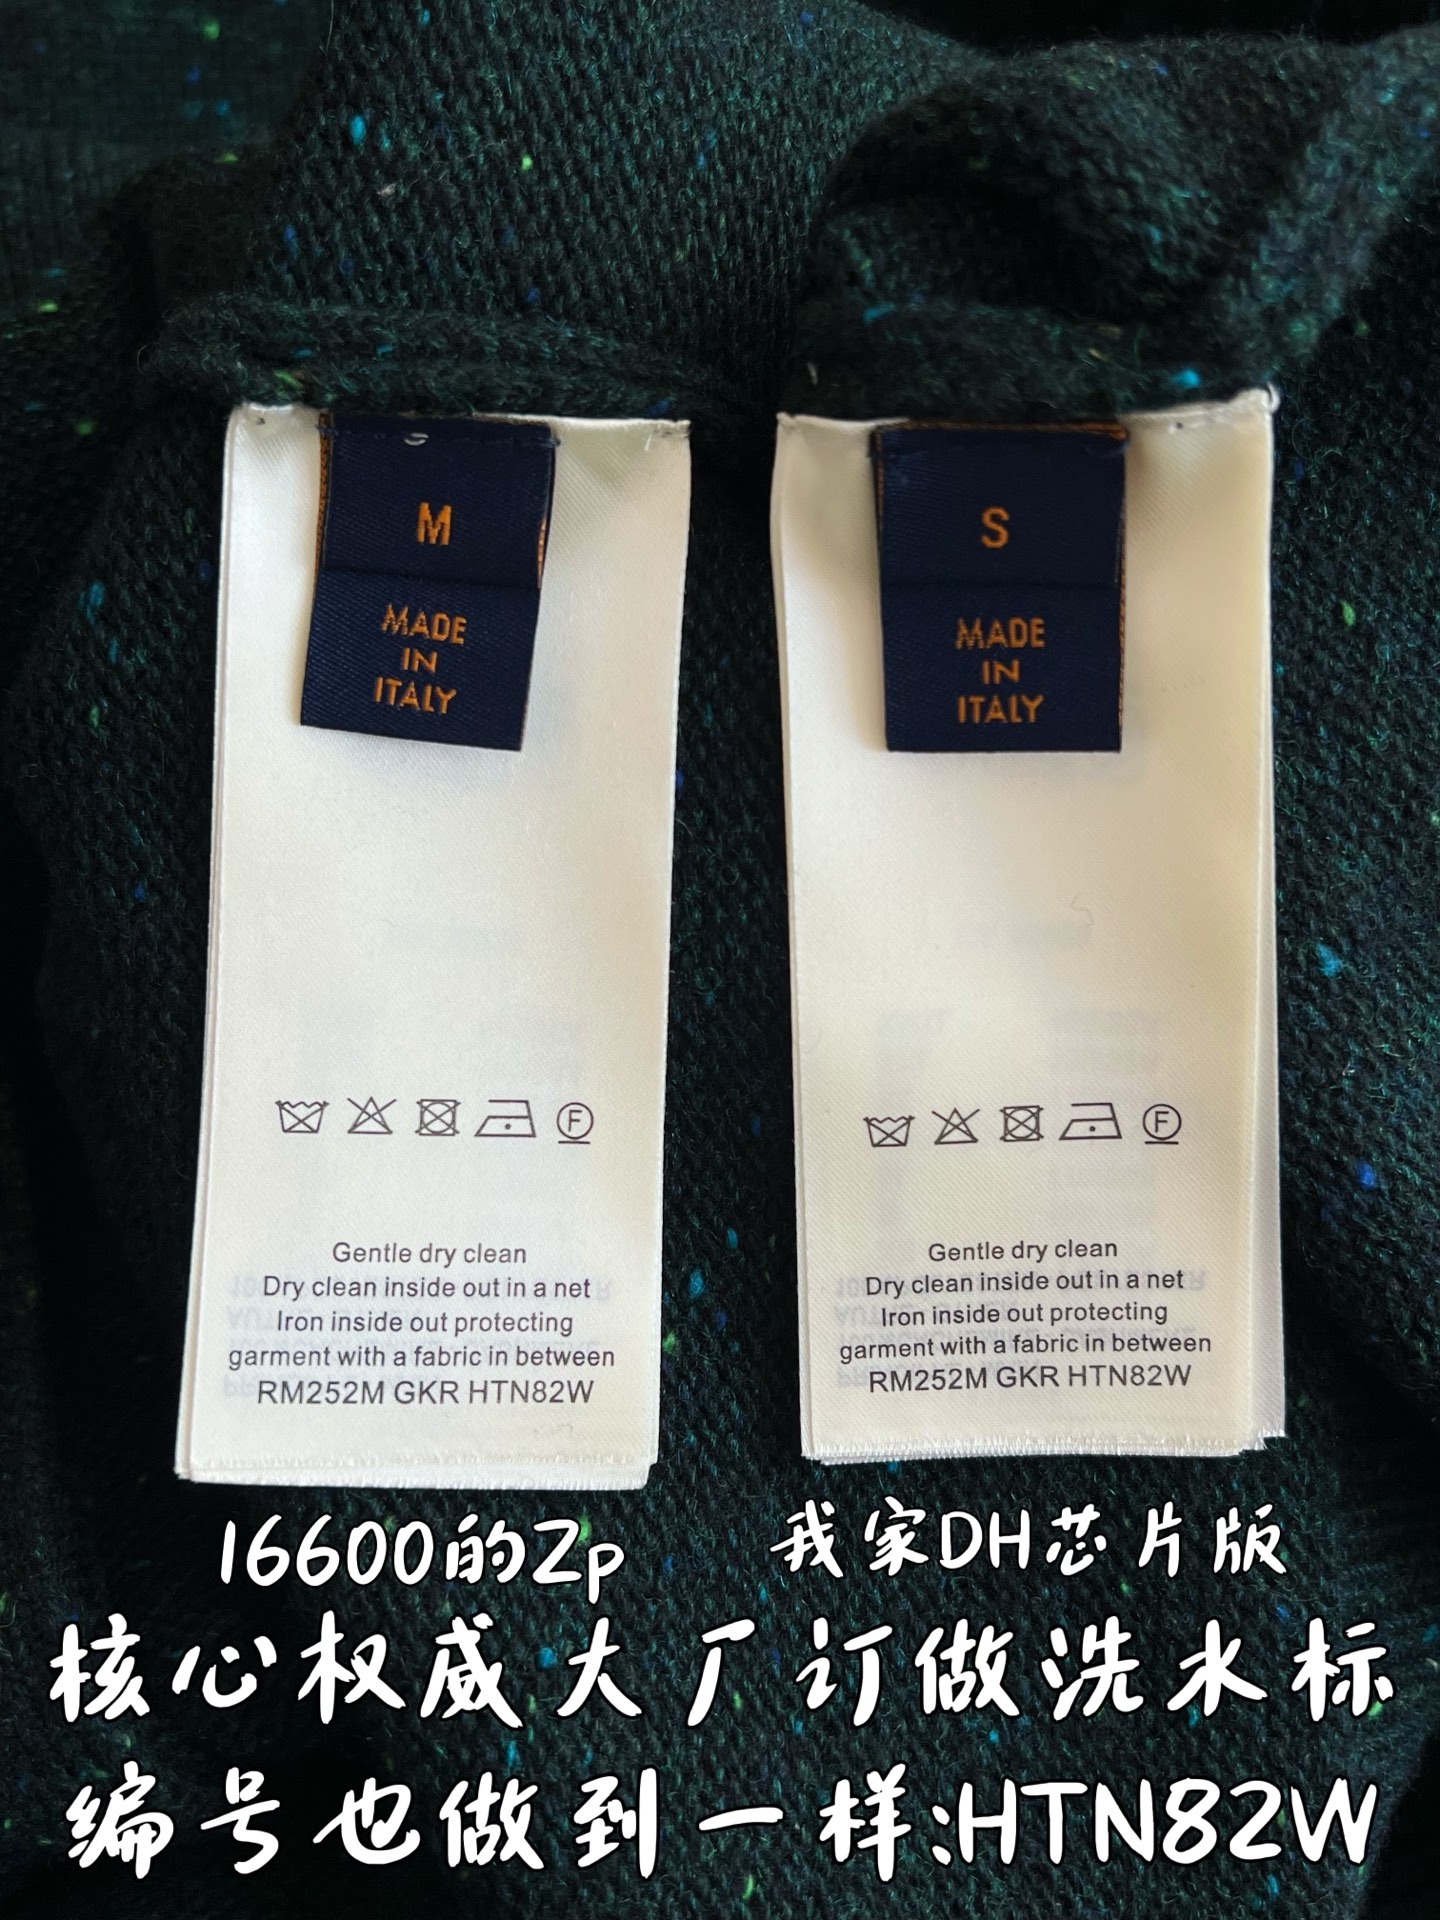 M
MADE
IN
ITALY
Gentle dry clean
Dry clean inside out in a net
Iron inside out protecting
garment with a fabric in between
RM252M GKR HTN82W
S
MADE
IN
ITALY
F
F
Gentle dry clean
Dry clean inside out in a net
Iron inside out protecting
garment with a fabric in between
RM252M GKR HTN82W
16600的Zp
我家DH芯片版
核心权威大厂订做洗水标
编号也做到一样:HTN82W